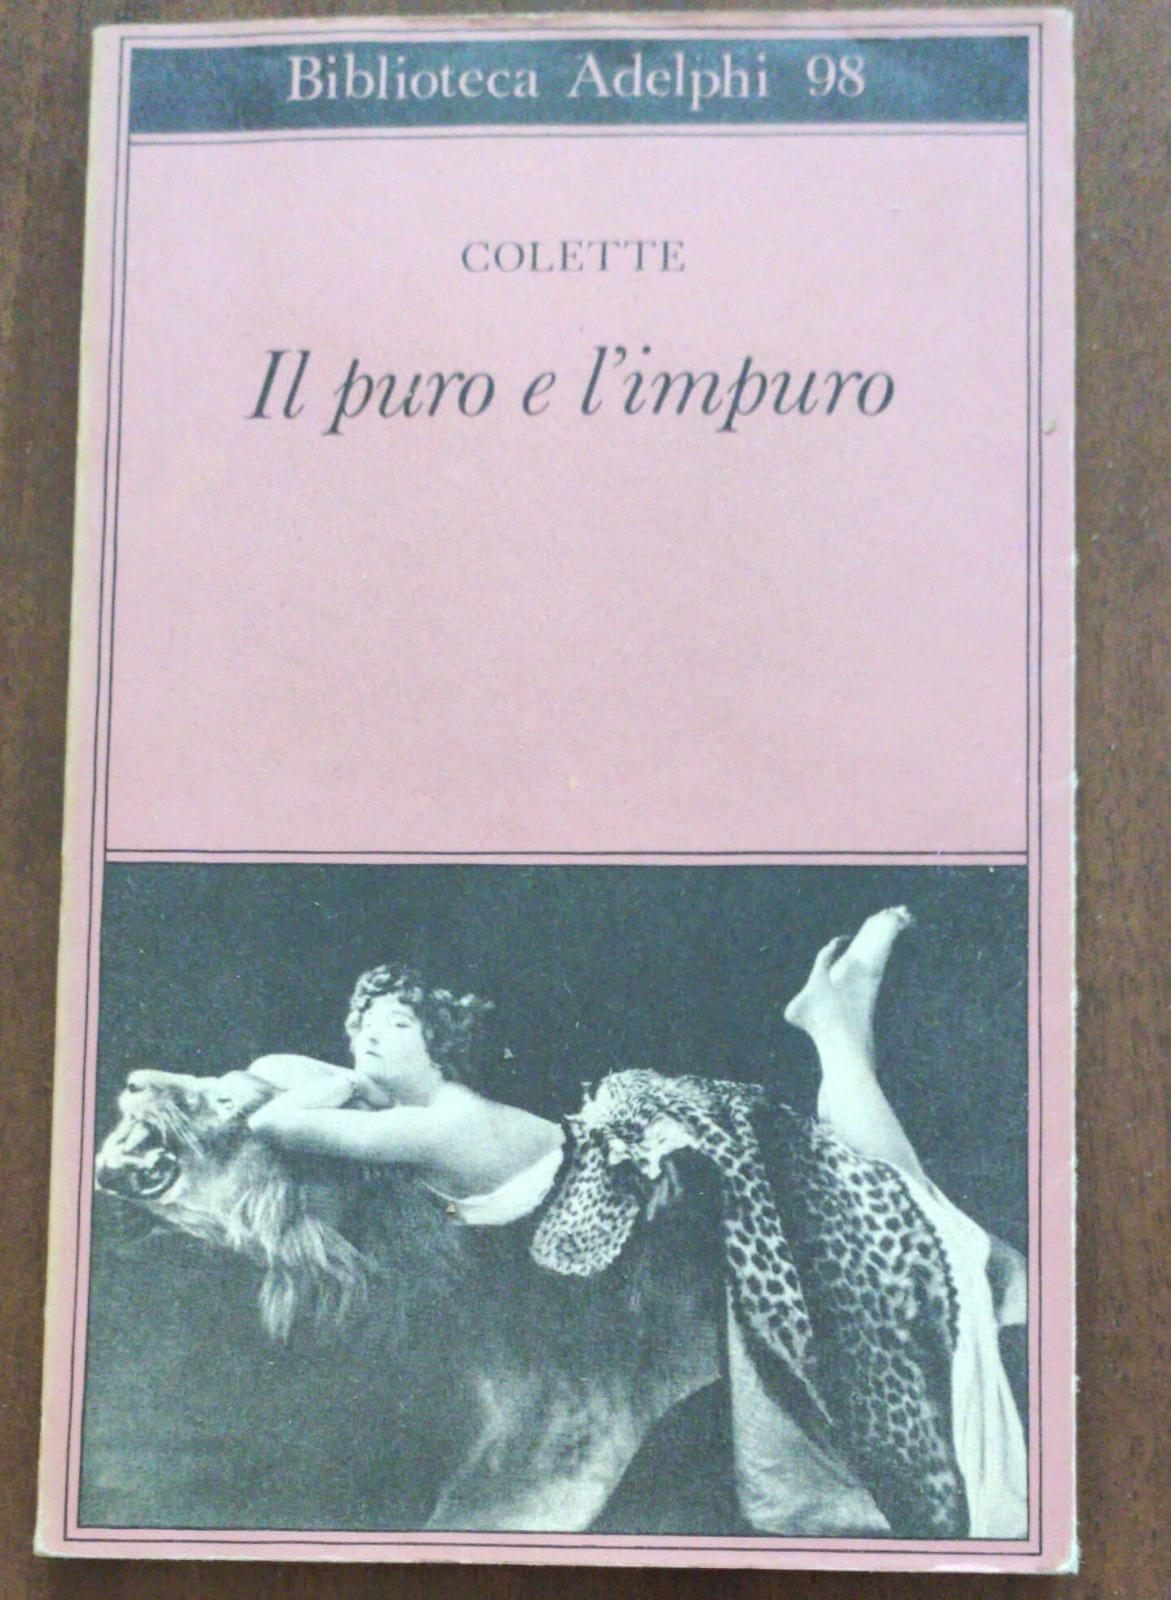 Biblioteca Adelphi 98
COLETTE
Il puro e l'impuro